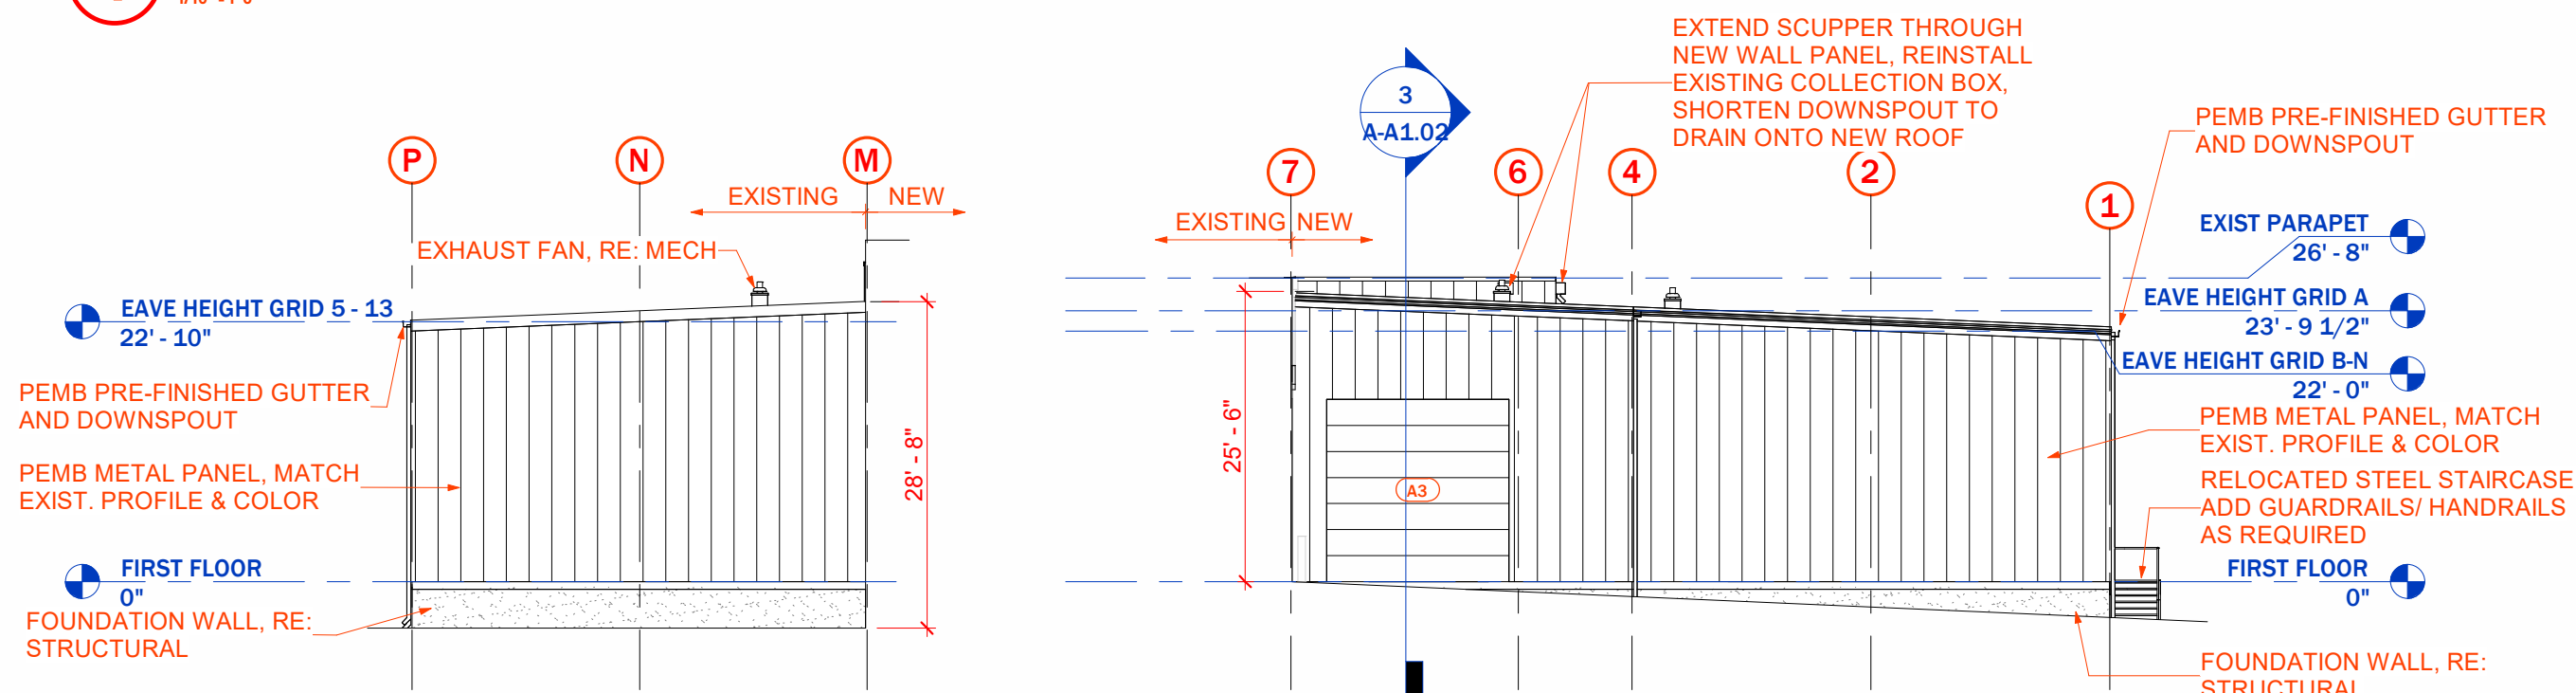 P
N
M
EXISTING
NEW
EXHAUST FAN, RE: MECH
EAVE HEIGHT GRID 5 - 13
22' - 10"
PEMB PRE-FINISHED GUTTER
AND DOWNSPOUT
PEMB METAL PANEL, MATCH
EXIST. PROFILE & COLOR
28' - 8"
FIRST FLOOR
0"
FOUNDATION WALL, RE:
STRUCTURAL
EXTEND SCUPPER THROUGH
NEW WALL PANEL, REINSTALL
EXISTING COLLECTION BOX,
SHORTEN DOWNSPOUT TO
DRAIN ONTO NEW ROOF
3
A-A1.02
7
6
4
2
1
EXISTING
NEW
PEMB PRE-FINISHED GUTTER
AND DOWNSPOUT
EXIST PARAPET
26' - 8"
EAVE HEIGHT GRID A
23' - 9 1/2"
EAVE HEIGHT GRID B-N
22' - 0"
25' - 6"
A3
PEMB METAL PANEL, MATCH
EXIST. PROFILE & COLOR
RELOCATED STEEL STAIRCASE
ADD GUARDRAILS/ HANDRAILS
AS REQUIRED
FIRST FLOOR
0"
FOUNDATION WALL, RE:
STRUCTURAL